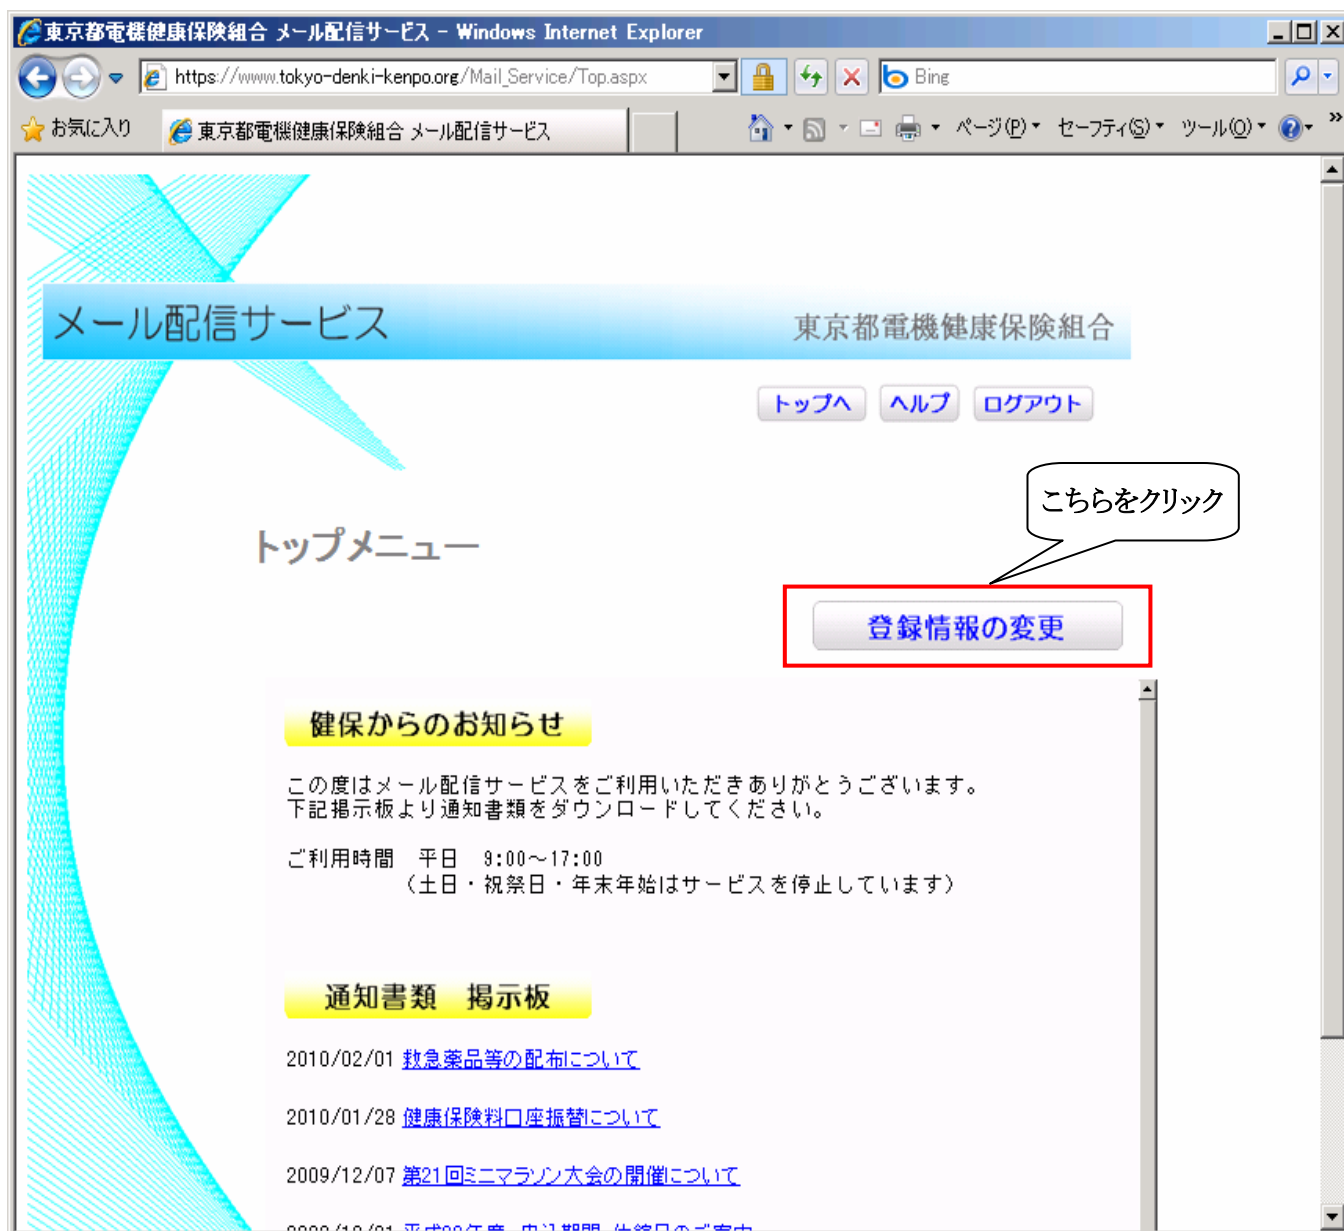 東京都電機健康保険組合 メール配信サービス - Windows Internet Explorer
https://www.tokyo-denki-kenpo.org/Mail_Service/Top.aspx
Bing
お気に入り
東京都電機健康保険組合 メール配信サービス
ページ(P)
セーフティ(S)
ツール(O)
»
メール配信サービス
東京都電機健康保険組合
トップへ
ヘルプ
ログアウト
こちらをクリック
トップメニュー
登録情報の変更
健保からのお知らせ
この度はメール配信サービスをご利用いただきありがとうございます。
下記掲示板より通知書類をダウンロードしてください。
ご利用時間　平日　9:00～17:00
（土日・祝祭日・年末年始はサービスを停止しています）
通知書類　掲示板
2010/02/01 救急薬品等の配布について
2010/01/28 健康保険料口座振替について
2009/12/07 第21回ミニマラソン大会の開催について